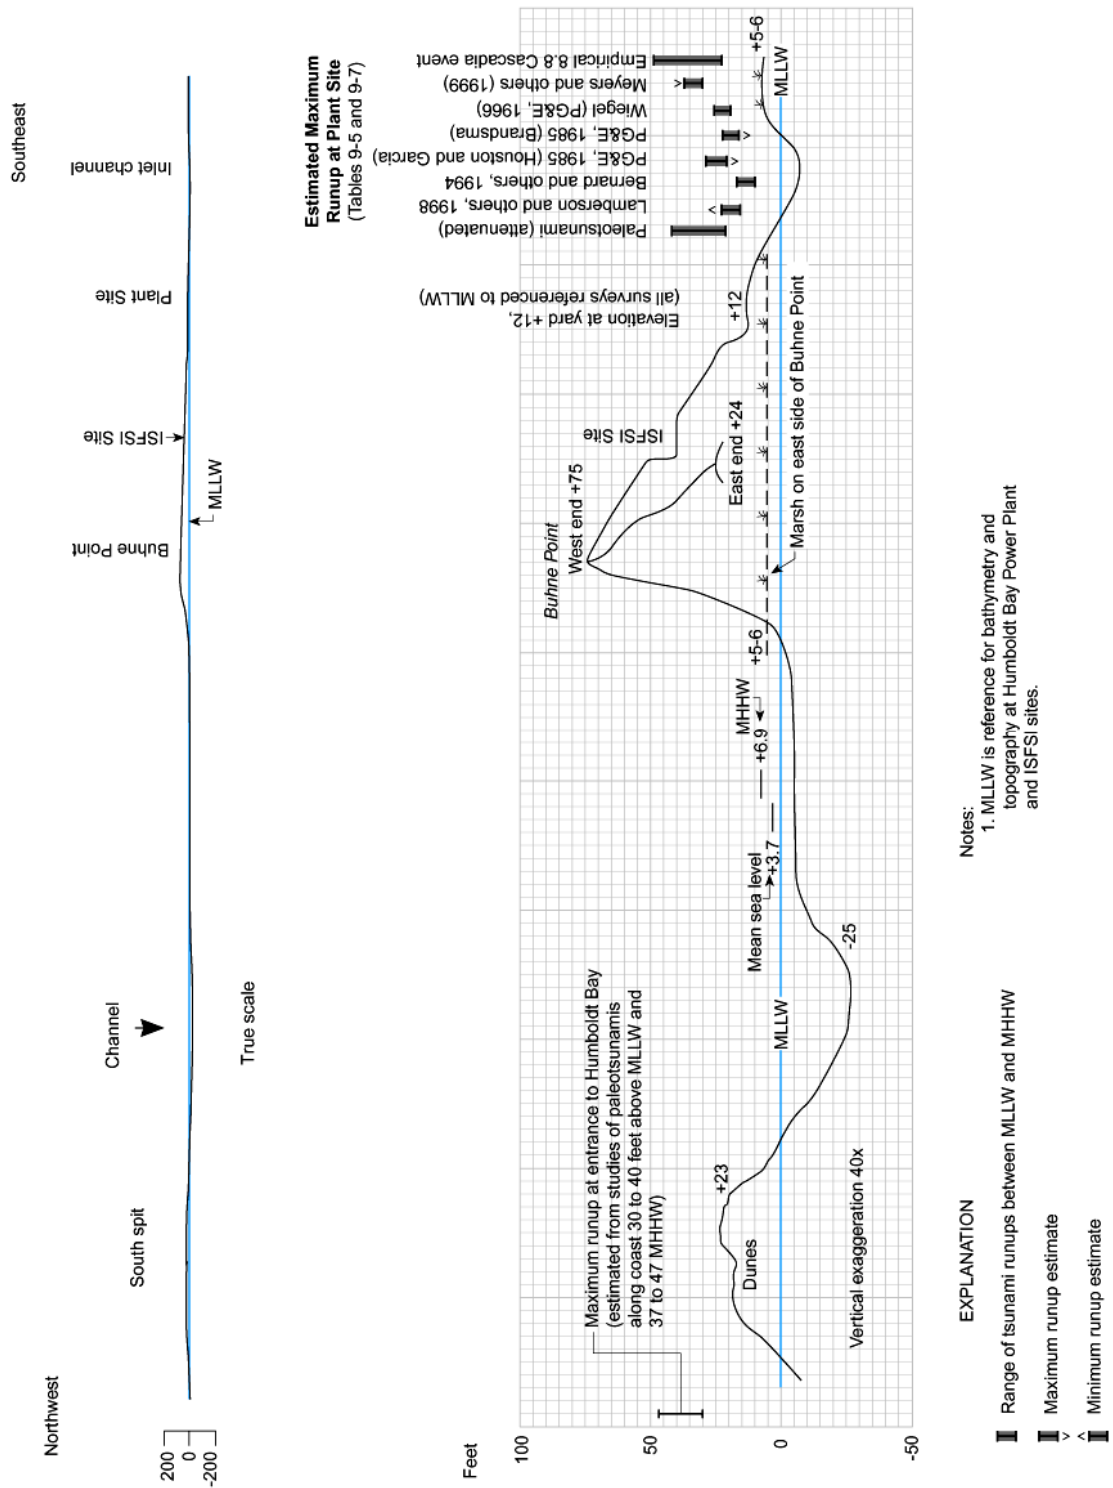 Northwest
Southeast
200
0
-200
South spit
Channel
Buhne Point
MLLW
ISFSI Site
Plant Site
Inlet channel
True scale
Estimated Maximum
Runup at Plant Site
(Tables 9-5 and 9-7)
Feet
100
50
0
-50
Maximum runup at entrance to Humboldt Bay
(estimated from studies of paleotsunamis
along coast 30 to 40 feet above MLLW and
37 to 47 MHHW)
Dunes
+23
Vertical exaggeration 40x
MLLW
-25
Mean sea level
+3.7
MHHW
+6.9
+5-6
Buhne Point
West end +75
East end +24
ISFSI Site
Marsh on east side of Buhne Point
Elevation at yard +12,
(all surveys referenced to MLLW)
+12
Paleotsunami (attenuated)
Lamberson and others, 1998
Bernard and others, 1994
PG&E, 1985 (Houston and Garcia)
PG&E, 1985 (Brandsma)
Wiegel (PG&E, 1966)
Meyers and others (1999)
Empirical 8.8 Cascadia event
+5-6
MLLW
EXPLANATION
Range of tsunami runups between MLLW and MHHW
Maximum runup estimate
Minimum runup estimate
Notes:
1. MLLW is reference for bathymetry and
topography at Humboldt Bay Power Plant
and ISFSI sites.